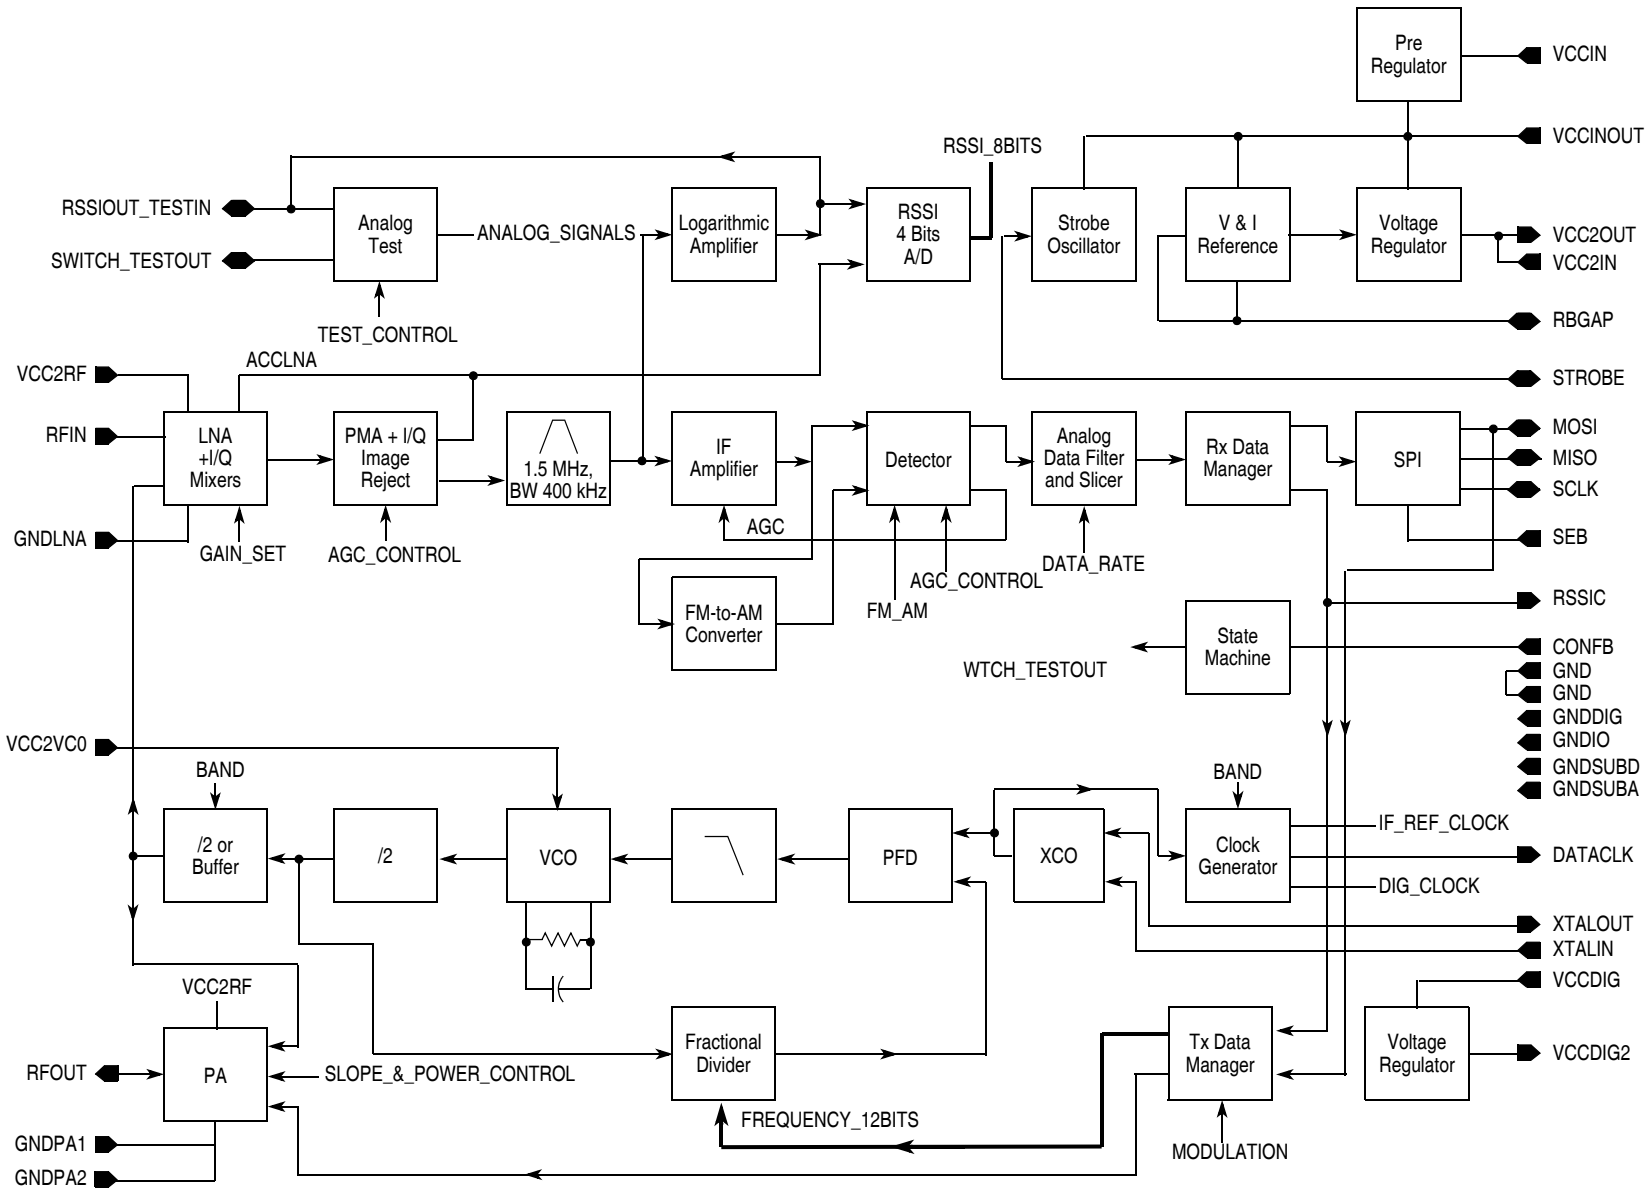 Pre
Regulator
VCCIN
VCCINOUT
RSSI_8BITS
RSSIOUT_TESTIN
SWITCH_TESTOUT
Analog
Test
ANALOG_SIGNALS
Logarithmic
Amplifier
RSSI
4 Bits
A/D
Strobe
Oscillator
V & I
Reference
Voltage
Regulator
VCC2OUT
VCC2IN
RBGAP
TEST_CONTROL
STROBE
VCC2RF
ACCLNA
RFIN
LNA
+I/Q
Mixers
PMA + I/Q
Image
Reject
1.5 MHz,
BW 400 kHz
IF
Amplifier
Detector
Analog
Data Filter
and Slicer
Rx Data
Manager
SPI
MOSI
MISO
SCLK
SEB
GNDLNA
GAIN_SET
AGC_CONTROL
AGC
AGC_CONTROL
DATA_RATE
FM_AM
FM-to-AM
Converter
RSSIC
State
Machine
WTCH_TESTOUT
CONFB
GND
GND
GNDDIG
GNDIO
GNDSUBD
GNDSUBA
VCC2VC0
BAND
BAND
/2 or
Buffer
/2
VCO
PFD
XCO
Clock
Generator
IF_REF_CLOCK
DATACLK
DIG_CLOCK
XTALOUT
XTALIN
VCCDIG
VCC2RF
RFOUT
PA
SLOPE_&_POWER_CONTROL
Fractional
Divider
Tx Data
Manager
Voltage
Regulator
VCCDIG2
FREQUENCY_12BITS
MODULATION
GNDPA1
GNDPA2